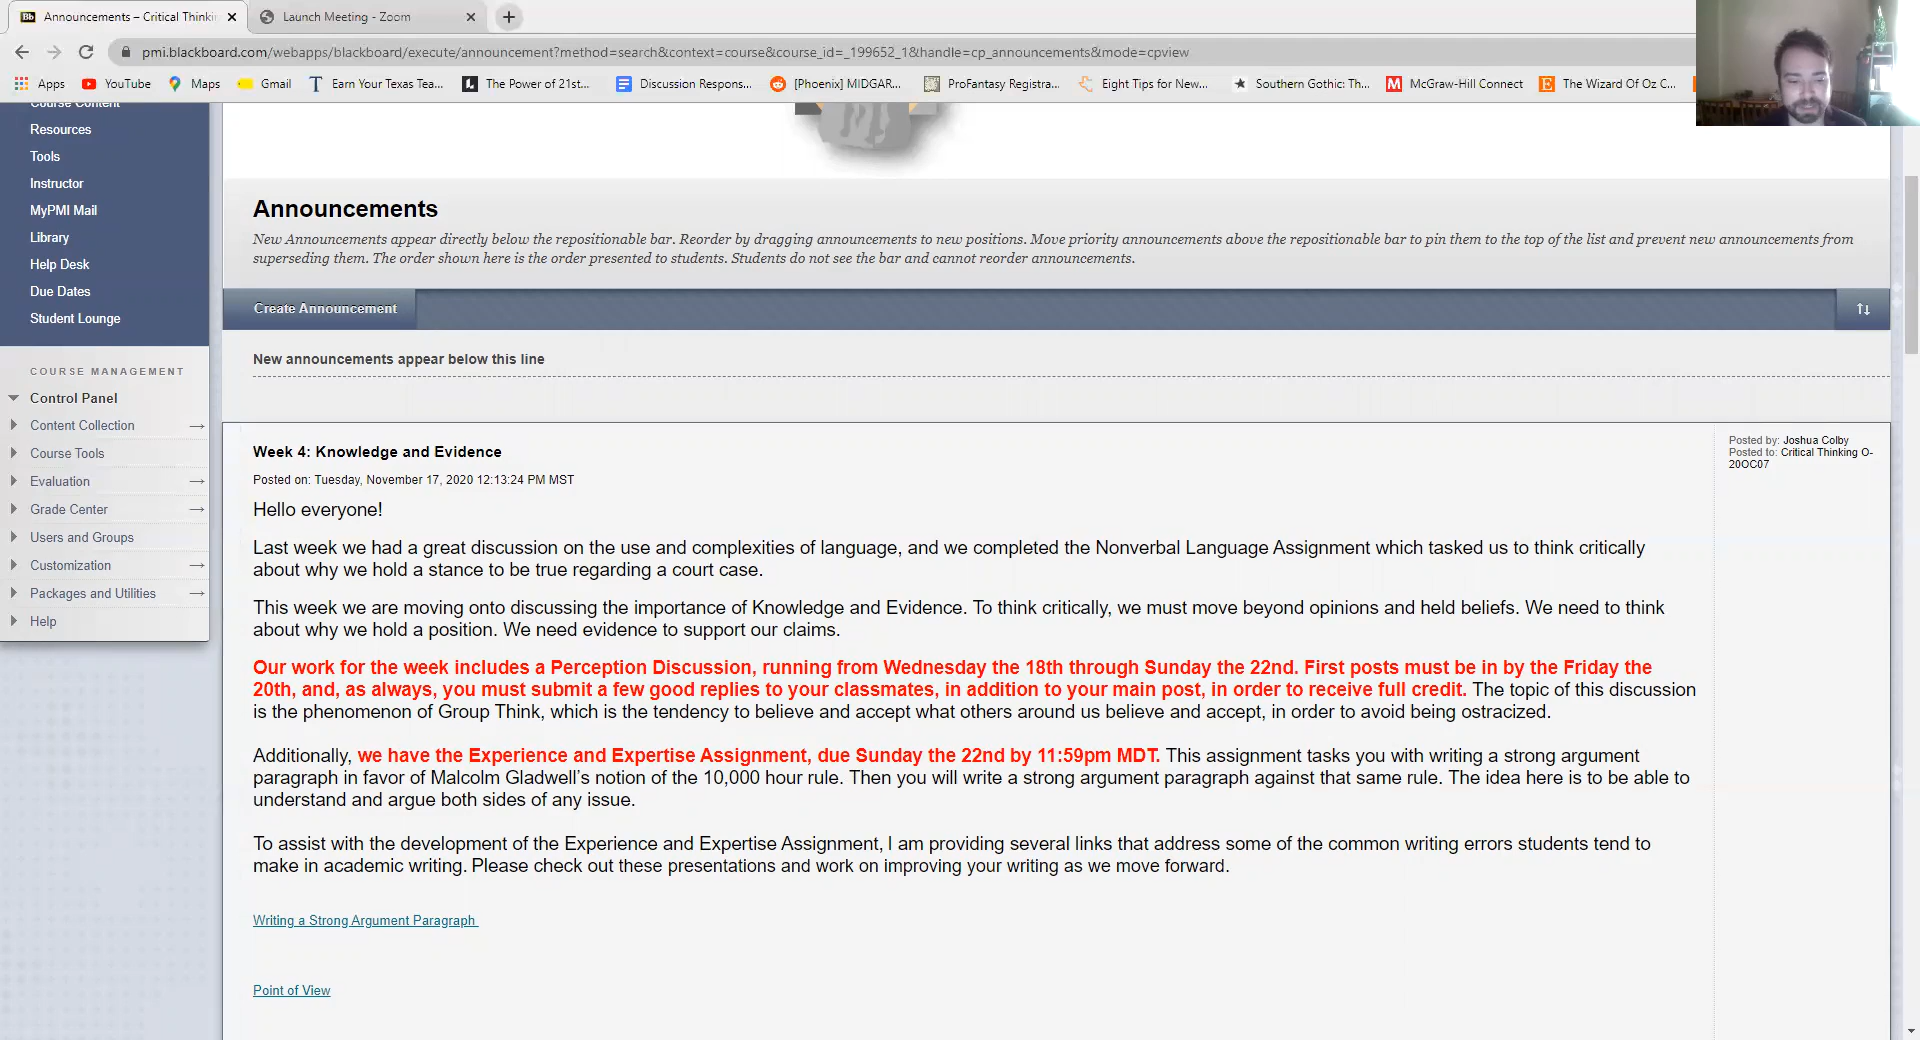 Announcements – Critical Thinki
Launch Meeting - Zoom
pmi.blackboard.com/webapps/blackboard/execute/announcement?method=search&context=course&course_id=_199652_1&handle=cp_announcements&mode=cpview
Apps YouTube Maps Gmail Earn Your Texas Tea... The Power of 21st... Discussion Respons... [Phoenix] MIDGAR... ProFantasy Registra... Eight Tips for New... Southern Gothic: Th... McGraw-Hill Connect The Wizard Of Oz C...
Course Content
Resources
Tools
Instructor
MyPMI Mail
Library
Help Desk
Due Dates
Student Lounge
COURSE MANAGEMENT
Control Panel
Content Collection
Course Tools
Evaluation
Grade Center
Users and Groups
Customization
Packages and Utilities
Help
Announcements
New Announcements appear directly below the repositionable bar. Reorder by dragging announcements to new positions. Move priority announcements above the repositionable bar to pin them to the top of the list and prevent new announcements from
superseding them. The order shown here is the order presented to students. Students do not see the bar and cannot reorder announcements.
Create Announcement
New announcements appear below this line
Week 4: Knowledge and Evidence
Posted on: Tuesday, November 17, 2020 12:13:24 PM MST
Hello everyone!
Last week we had a great discussion on the use and complexities of language, and we completed the Nonverbal Language Assignment which tasked us to think critically
about why we hold a stance to be true regarding a court case.
This week we are moving onto discussing the importance of Knowledge and Evidence. To think critically, we must move beyond opinions and held beliefs. We need to think
about why we hold a position. We need evidence to support our claims.
Our work for the week includes a Perception Discussion, running from Wednesday the 18th through Sunday the 22nd. First posts must be in by the Friday the
20th, and, as always, you must submit a few good replies to your classmates, in addition to your main post, in order to receive full credit. The topic of this discussion
is the phenomenon of Group Think, which is the tendency to believe and accept what others around us believe and accept, in order to avoid being ostracized.
Additionally, we have the Experience and Expertise Assignment, due Sunday the 22nd by 11:59pm MDT. This assignment tasks you with writing a strong argument
paragraph in favor of Malcolm Gladwell's notion of the 10,000 hour rule. Then you will write a strong argument paragraph against that same rule. The idea here is to be able to
understand and argue both sides of any issue.
To assist with the development of the Experience and Expertise Assignment, I am providing several links that address some of the common writing errors students tend to
make in academic writing. Please check out these presentations and work on improving your writing as we move forward.
Writing a Strong Argument Paragraph
Point of View
Posted by: Joshua Colby
Posted to: Critical Thinking O-
20OC07